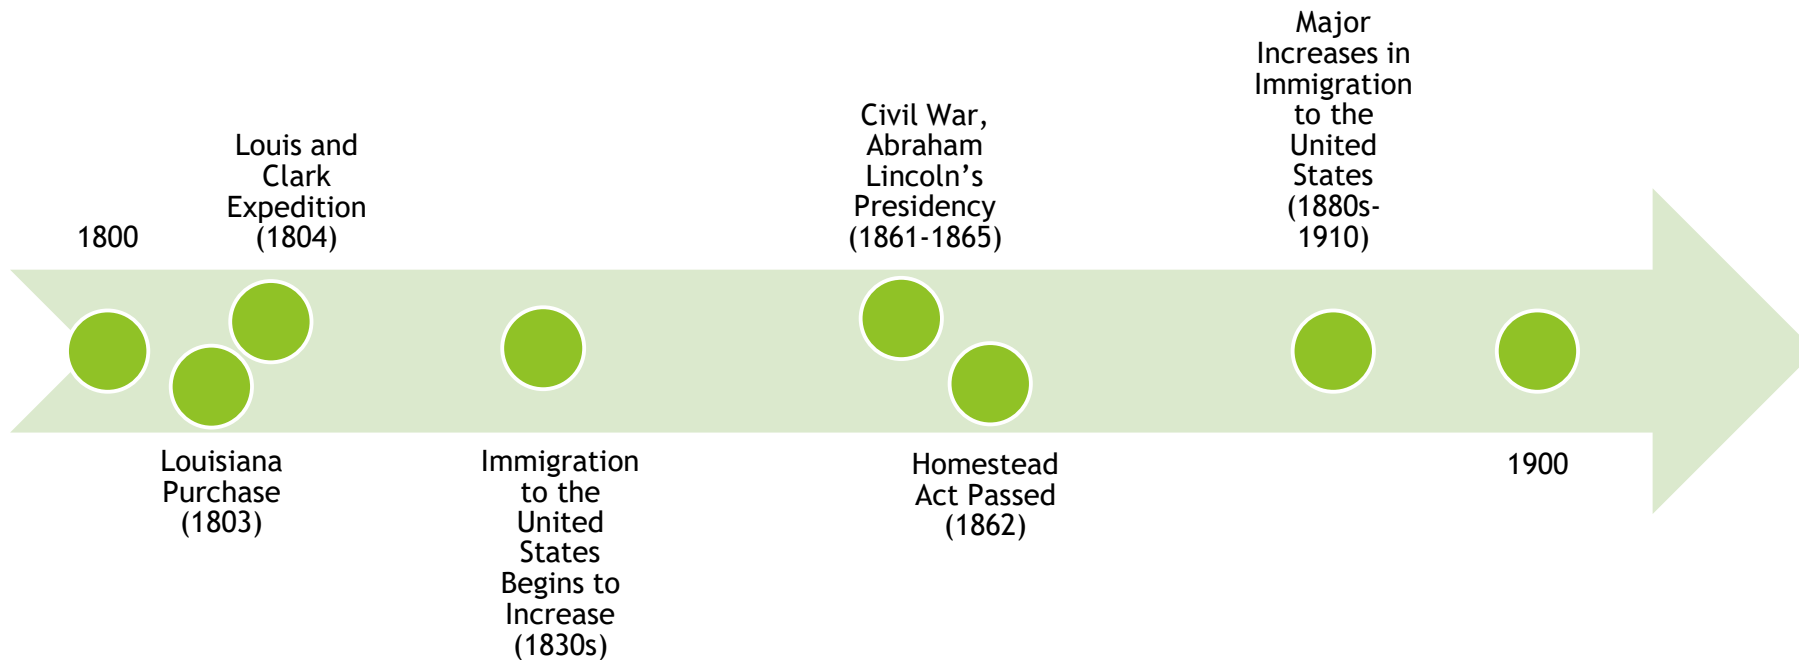 1800
Louisiana
Purchase
(1803)
Louis and
Clark
Expedition
(1804)
Immigration
to the
United
States
Begins to
Increase
(1830s)
Civil War,
Abraham
Lincoln’s
Presidency
(1861-1865)
Homestead
Act Passed
(1862)
Major
Increases in
Immigration
to the
United
States
(1880s-
1910)
1900